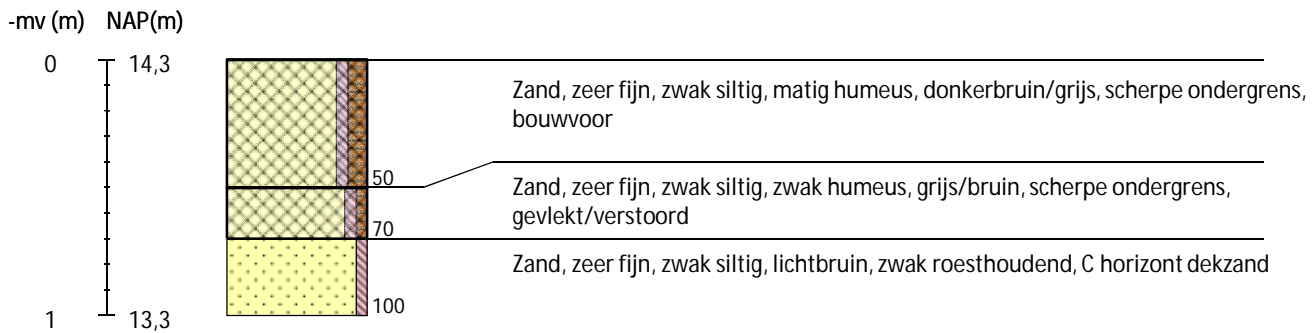 -mv (m) NAP(m)
0 14,3
Zand, zeer fijn, zwak siltig, matig humeus, donkerbruin/grijs, scherpe ondergrens,
bouwvoor
50
Zand, zeer fijn, zwak siltig, zwak humeus, grijs/bruin, scherpe ondergrens,
gevlekt/verstoord
70
Zand, zeer fijn, zwak siltig, lichtbruin, zwak roesthoudend, C horizont dekzand
100
1 13,3